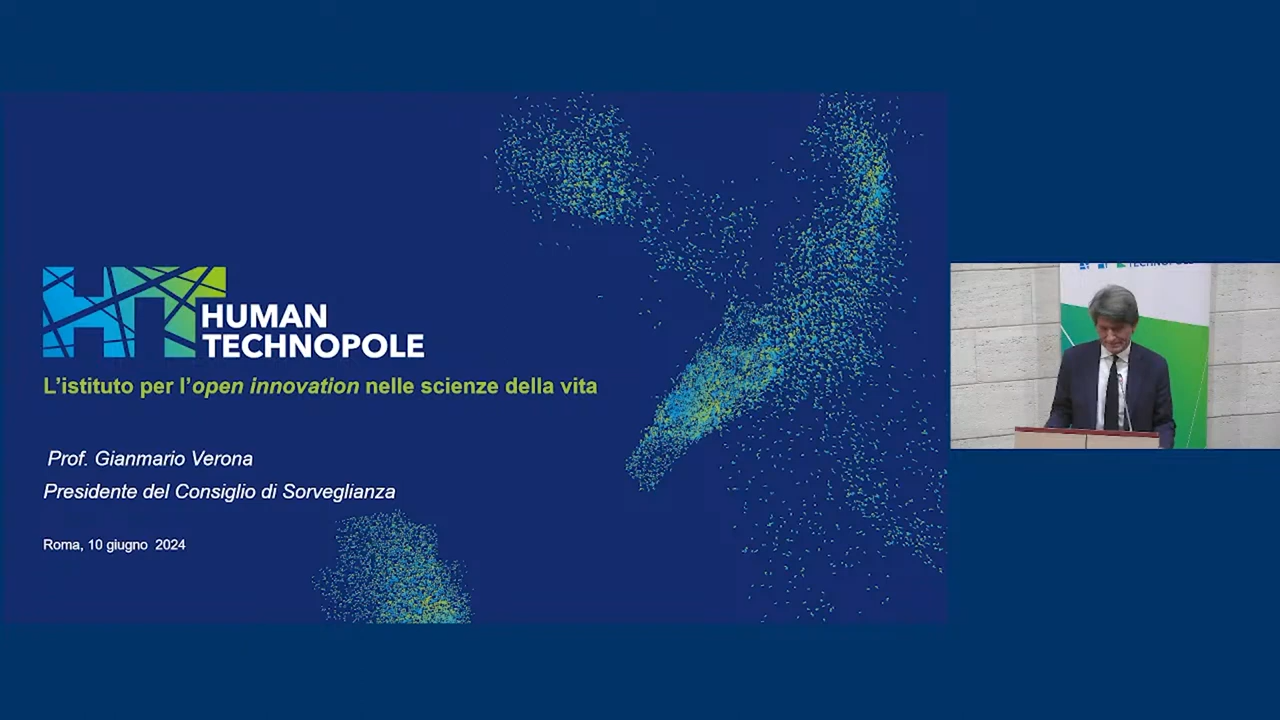 HUMAN
TECHNOPOLE
L'istituto per l'open innovation nelle scienze della vita
Prof. Gianmario Verona
Presidente del Consiglio di Sorveglianza
Roma, 10 giugno 2024